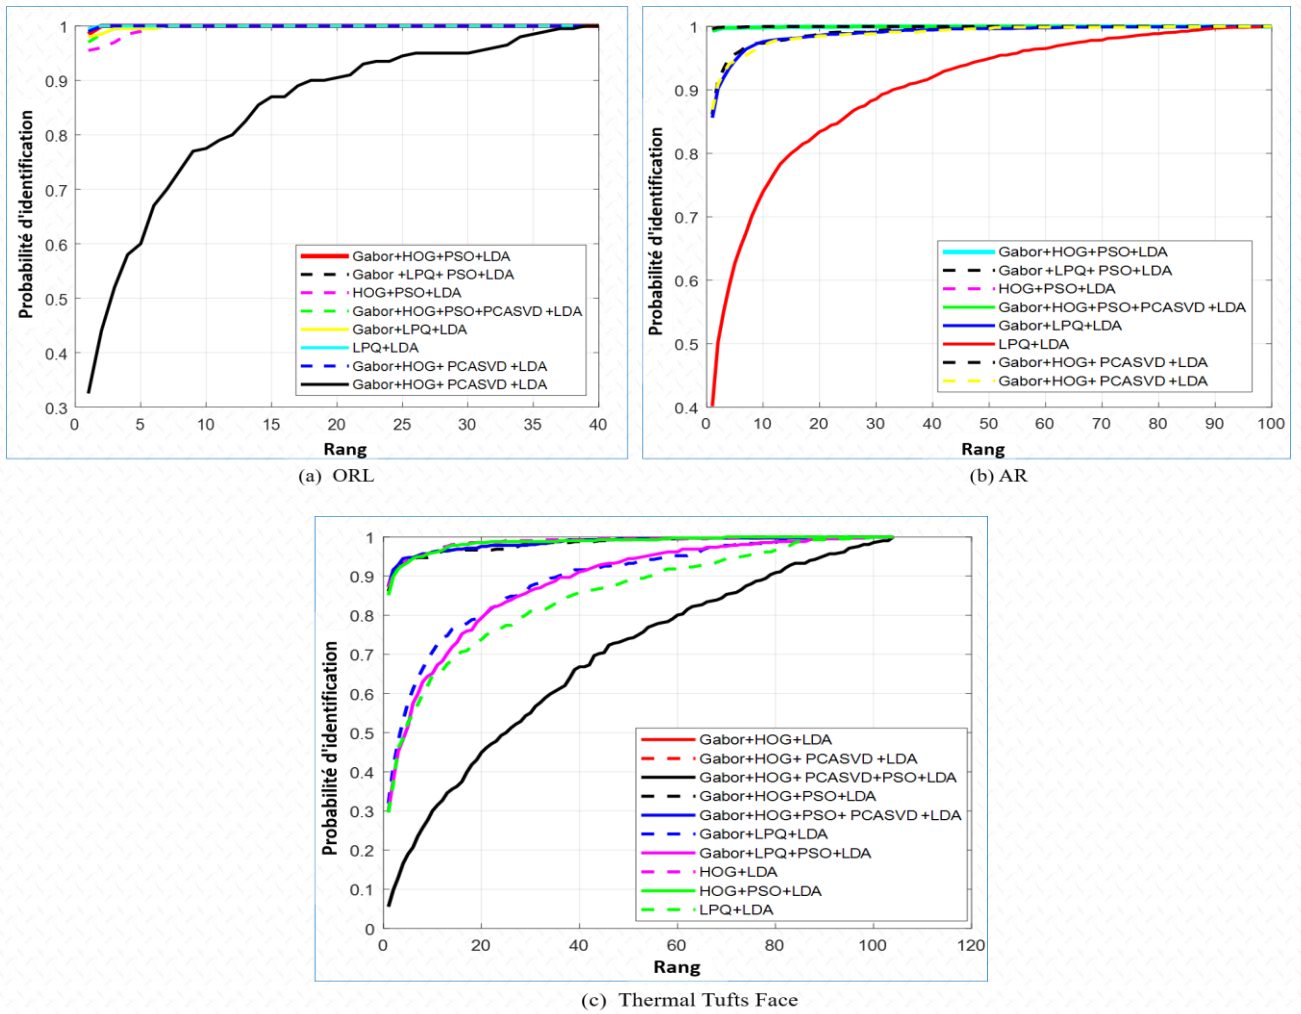 1
0.9
0.8
0.7
0.6
0.5
0.4
0.3
0
5
10
15
20
25
30
35
40
Probabilité d'identification
Rang
Gabor+HOG+PSO+LDA
Gabor +LPQ+ PSO+LDA
HOG+PSO+LDA
Gabor+HOG+PSO+PCASVD +LDA
Gabor+LPQ+LDA
LPQ+LDA
Gabor+HOG+ PCASVD +LDA
Gabor+HOG+ PCASVD +LDA
(a) ORL
1
0.9
0.8
0.7
0.6
0.5
0.4
0
10
20
30
40
50
60
70
80
90
100
Probabilité d'identification
Rang
Gabor+HOG+PSO+LDA
Gabor +LPQ+ PSO+LDA
HOG+PSO+LDA
Gabor+HOG+PSO+PCASVD +LDA
Gabor+LPQ+LDA
LPQ+LDA
Gabor+HOG+ PCASVD +LDA
Gabor+HOG+ PCASVD +LDA
(b) AR
1
0.9
0.8
0.7
0.6
0.5
0.4
0.3
0.2
0.1
0
0
20
40
60
80
100
120
Probabilité d'identification
Rang
Gabor+HOG+LDA
Gabor+HOG+ PCASVD +LDA
Gabor+HOG+ PCASVD+PSO+LDA
Gabor+HOG+PSO+LDA
Gabor+HOG+PSO+ PCASVD +LDA
Gabor+LPQ+LDA
Gabor+LPQ+PSO+LDA
HOG+LDA
HOG+PSO+LDA
LPQ+LDA
(c) Thermal Tufts Face